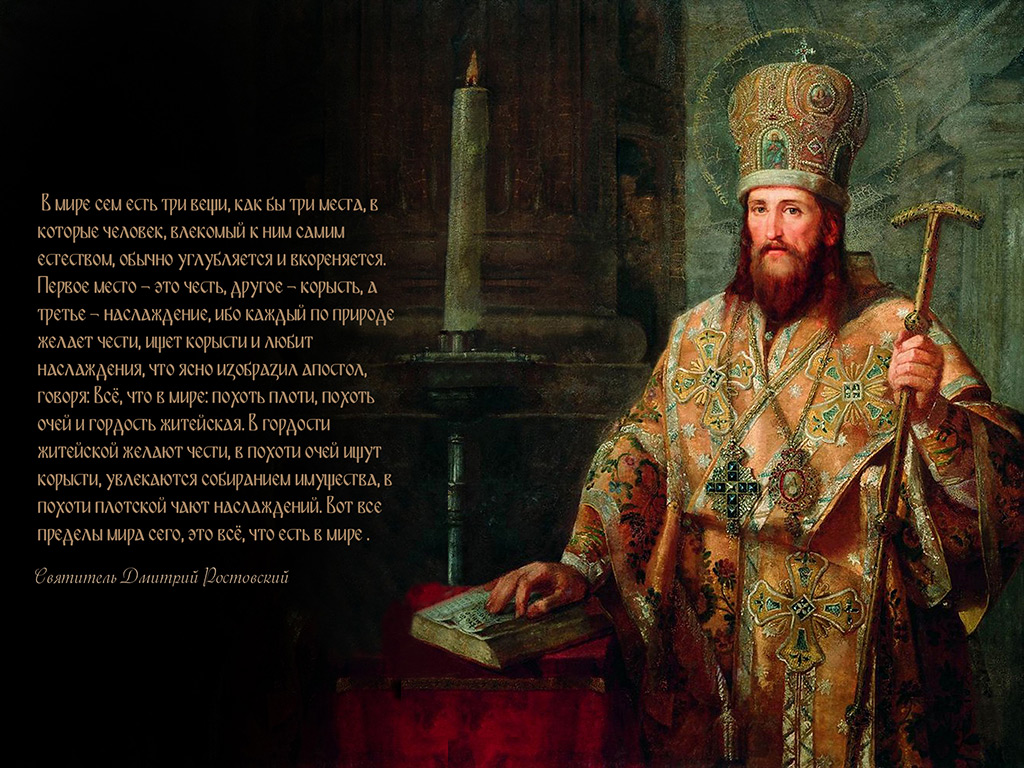 В мире сем есть три вещи, как бы три места, в
которые человек, влекомый к ним самим
естеством, обычно углубляется и вкореняется.
Первое место – это честь, другое – корысть, а
третье – наслаждение, ибо каждый по природе
желает чести, ищет корысти и любит
наслаждения, что ясно изобразил апостол,
говоря: Всё, что в мире: похоть плоти, похоть
очей и гордость житейская. В гордости
житейской желают чести, в похоти очей ищут
корысти, увлекаются собиранием имущества, в
похоти плотской чают наслаждений. Вот все
пределы мира сего, это всё, что есть в мире .
Святитель Дмитрий Ростовский